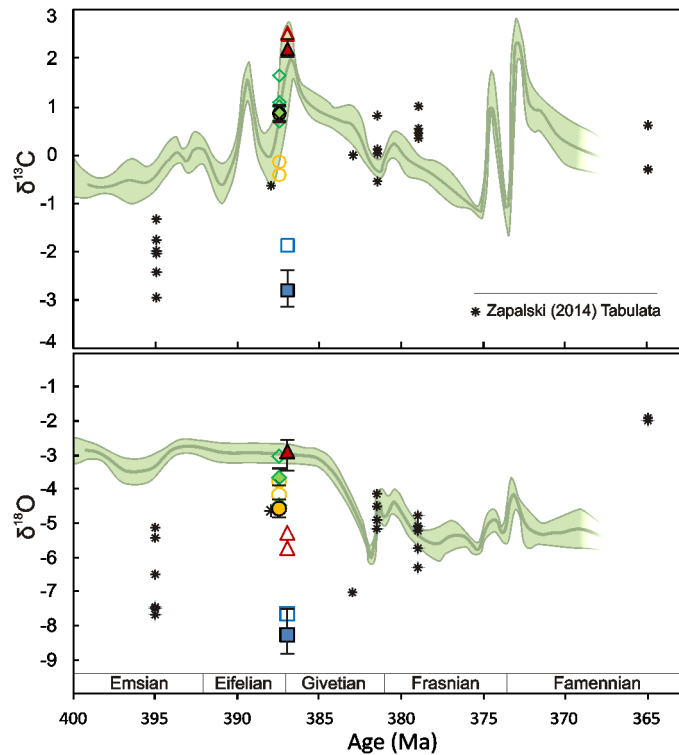 3
2
1
δ¹³C
0
-1
-2
-3
-4
* Zapalski (2014) Tabulata
-1
-2
-3
-4
δ¹⁸O
-5
-6
-7
-8
-9
Emsian Eifelian Givetian Frasnian Famennian
400 395 390 385 380 375 370 365
Age (Ma)